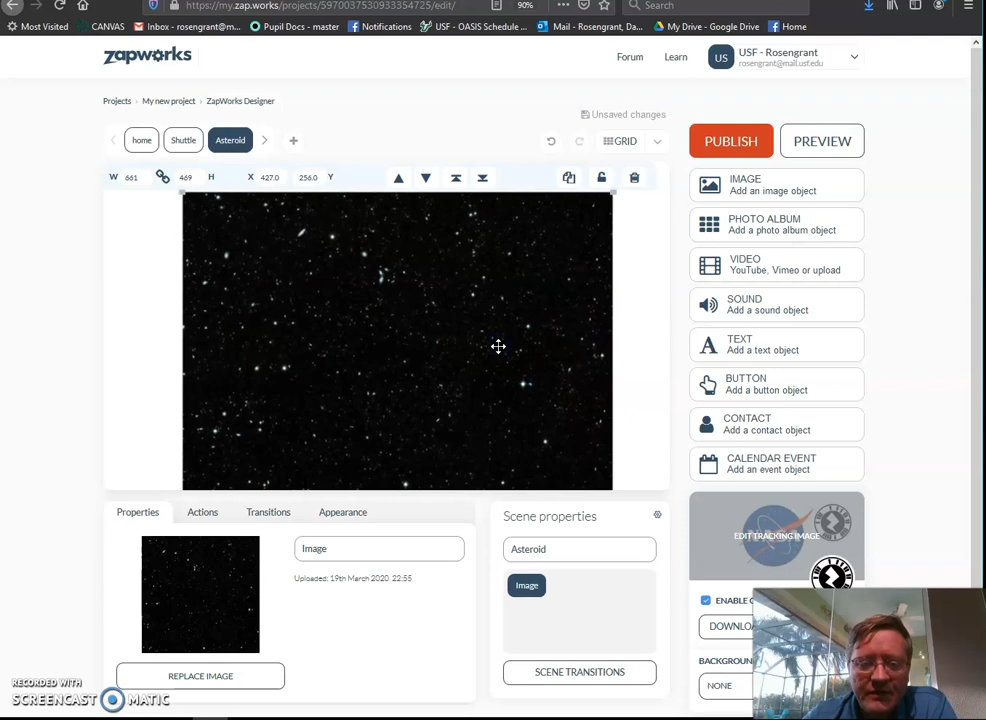 https://my.zap.works/projects/5970037530933354725/edit/
90%
Search
Most Visited
CANVAS
Inbox - rosengrant@m...
Pupil Docs - master
Notifications
USF - OASIS Schedule ...
Mail - Rosengrant, Da...
My Drive - Google Drive
Home
zapworks
Forum
Learn
US
USF - Rosengrant
rosengrant@mail.usf.edu
Projects
My new project
ZapWorks Designer
Unsaved changes
home
Shuttle
Asteroid
GRID
PUBLISH
PREVIEW
W 661 469 H X 427.0 256.0 Y
IMAGE
Add an image object
PHOTO ALBUM
Add a photo album object
VIDEO
YouTube, Vimeo or upload
SOUND
Add a sound object
TEXT
Add a text object
BUTTON
Add a button object
CONTACT
Add a contact object
CALENDAR EVENT
Add an event object
Properties
Actions
Transitions
Appearance
Image
Uploaded: 19th March 2020 22:55
REPLACE IMAGE
Scene properties
Asteroid
Image
SCENE TRANSITIONS
EDIT TRACKING IMAGE
ENABLE
DOWNLO
BACKGROUN
NONE
RECORDED WITH
SCREENCAST MATIC